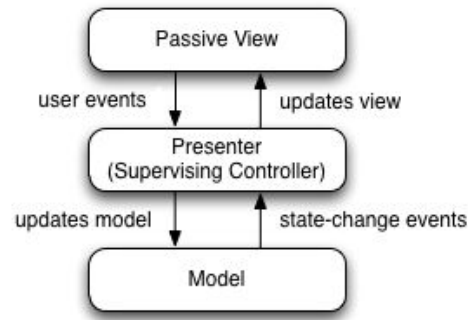 Passive View
user events
updates view
Presenter
(Supervising Controller)
updates model
state-change events
Model